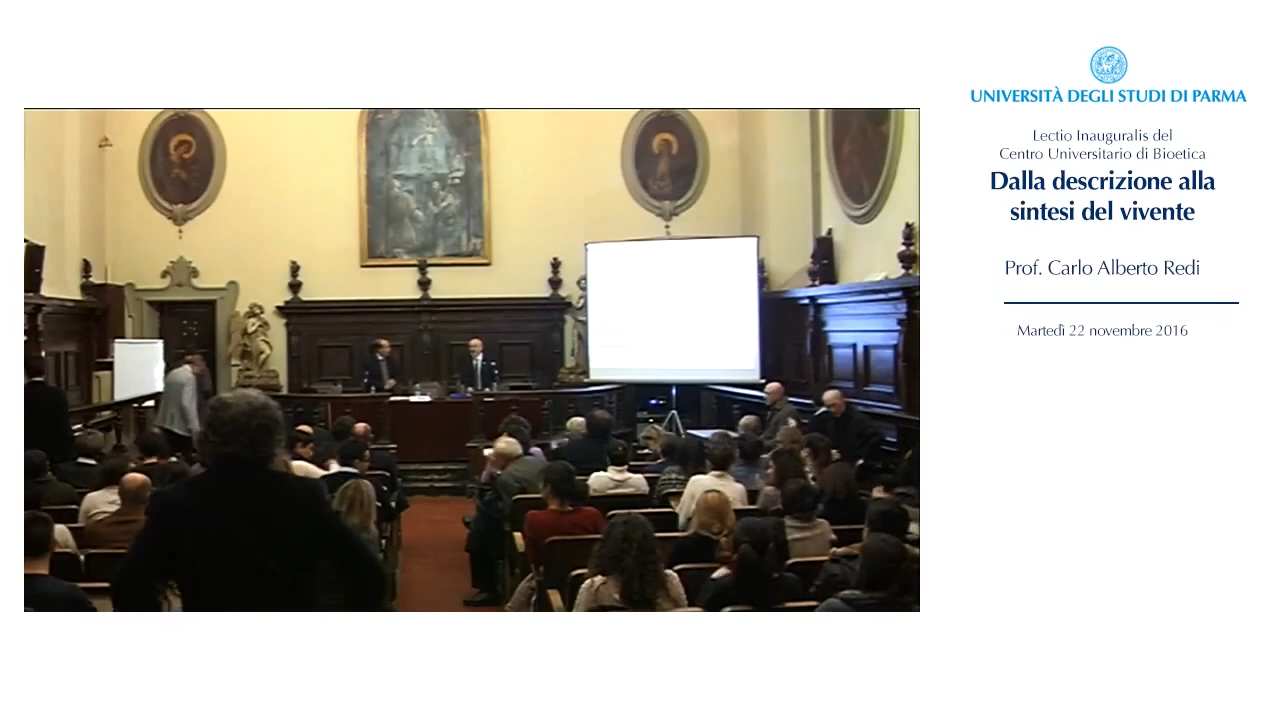 UNIVERSITÀ DEGLI STUDI DI PARMA
Lectio Inauguralis del
Centro Universitario di Bioetica
Dalla descrizione alla
sintesi del vivente
Prof. Carlo Alberto Redi
Martedì 22 novembre 2016